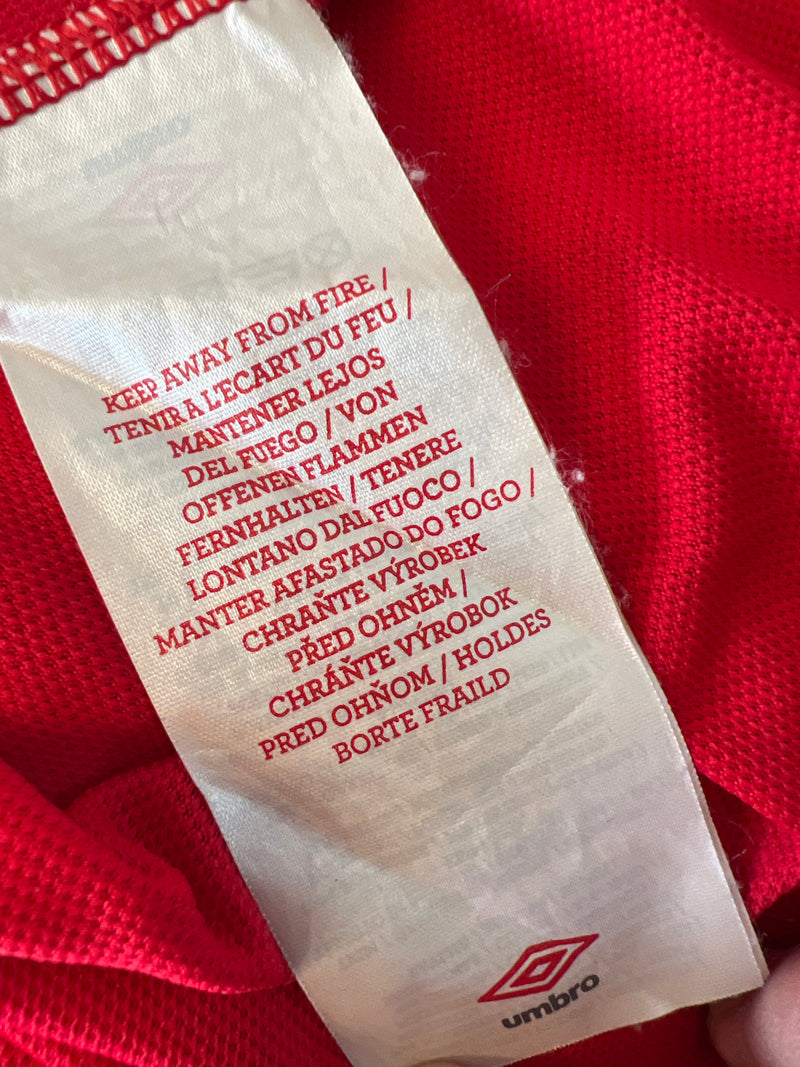 KEEP AWAY FROM FIRE /
TENIR A L'ECART DU FEU /
MANTENER LEJOS
DEL FUEGO / VON
OFFENEN FLAMMEN
FERNHALTEN / TENERE
LONTANO DAL FUOCO /
MANTER AFASTADO DO FOGO /
CHRAŇTE VÝROBEK
PŘED OHNĚM /
CHRÁŇTE VÝROBOK
PRED OHŇOM / HOLDES
BORTE FRAILD
umbro